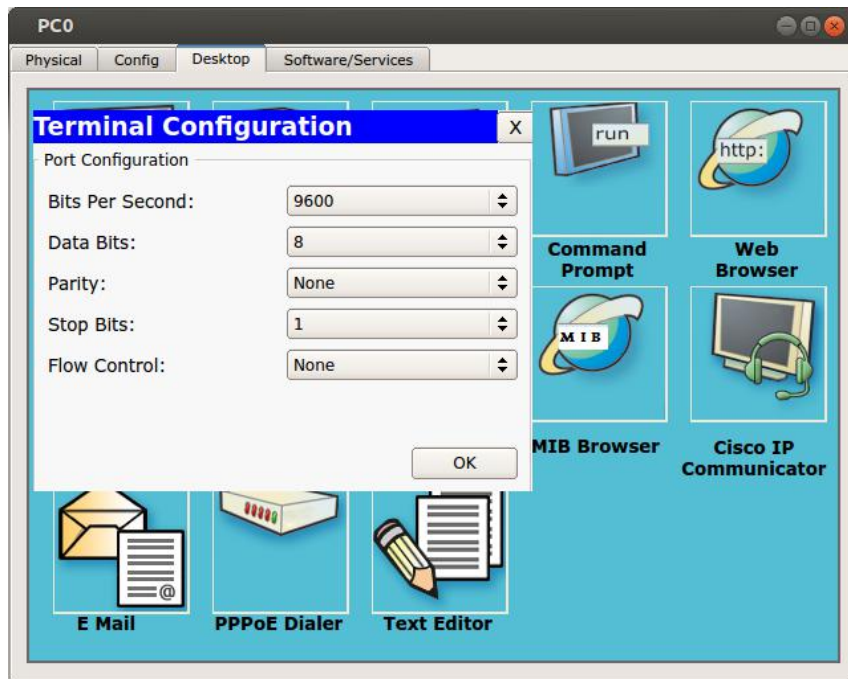 PC0
Physical Config Desktop Software/Services
Terminal Configuration X
Port Configuration
Bits Per Second: 9600
Data Bits: 8
Parity: None
Stop Bits: 1
Flow Control: None
OK
run
http:
Command
Prompt
Web
Browser
MIB
MIB Browser
Cisco IP
Communicator
@
E Mail
PPPoE Dialer
Text Editor